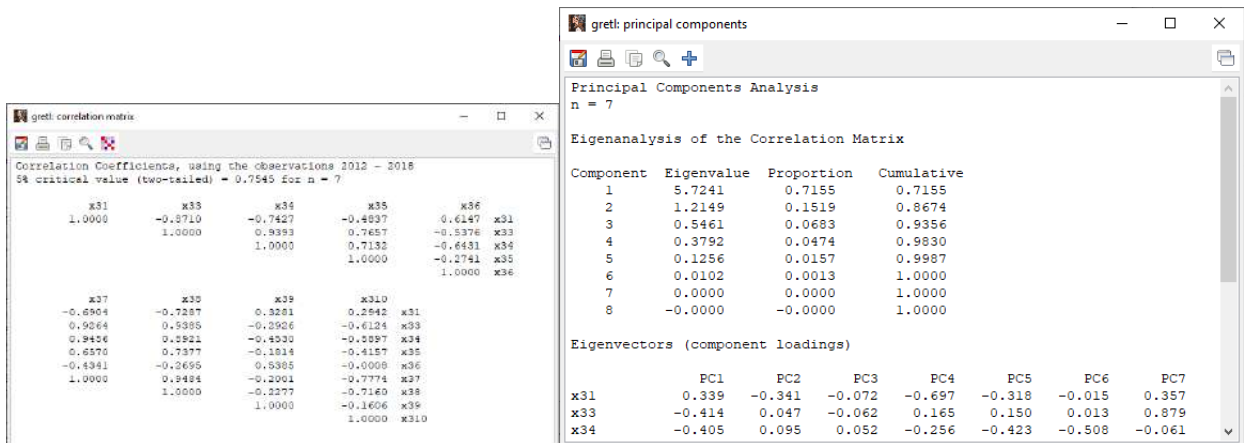 gretl: correlation matrix
Correlation Coefficients, using the observations 2012 - 2018
5% critical value (two-tailed) = 0.7545 for n = 7
x31 x33 x34 x35 x36
1.0000 -0.8710 -0.7427 -0.4837 0.6147 x31
1.0000 0.9393 0.7657 -0.5376 x33
1.0000 0.7132 -0.6431 x34
1.0000 -0.2741 x35
1.0000 x36
x37 x38 x39 x310
-0.6904 -0.7287 0.3281 0.2942 x31
0.9264 0.9385 -0.2926 -0.6124 x33
0.9456 0.8921 -0.4530 -0.5897 x34
0.6570 0.7377 -0.1814 -0.4157 x35
-0.4341 -0.2695 0.5385 -0.0008 x36
1.0000 0.9484 -0.2001 -0.7774 x37
1.0000 -0.2277 -0.7160 x38
1.0000 -0.1606 x39
1.0000 x310
gretl: principal components
Principal Components Analysis
n = 7
Eigenanalysis of the Correlation Matrix
Component Eigenvalue Proportion Cumulative
1 5.7241 0.7155 0.7155
2 1.2149 0.1519 0.8674
3 0.5461 0.0683 0.9356
4 0.3792 0.0474 0.9830
5 0.1256 0.0157 0.9987
6 0.0102 0.0013 1.0000
7 0.0000 0.0000 1.0000
8 -0.0000 -0.0000 1.0000
Eigenvectors (component loadings)
PC1 PC2 PC3 PC4 PC5 PC6 PC7
x31 0.339 -0.341 -0.072 -0.697 -0.318 -0.015 0.357
x33 -0.414 0.047 -0.062 0.165 0.150 0.013 0.879
x34 -0.405 0.095 0.052 -0.256 -0.423 -0.508 -0.061